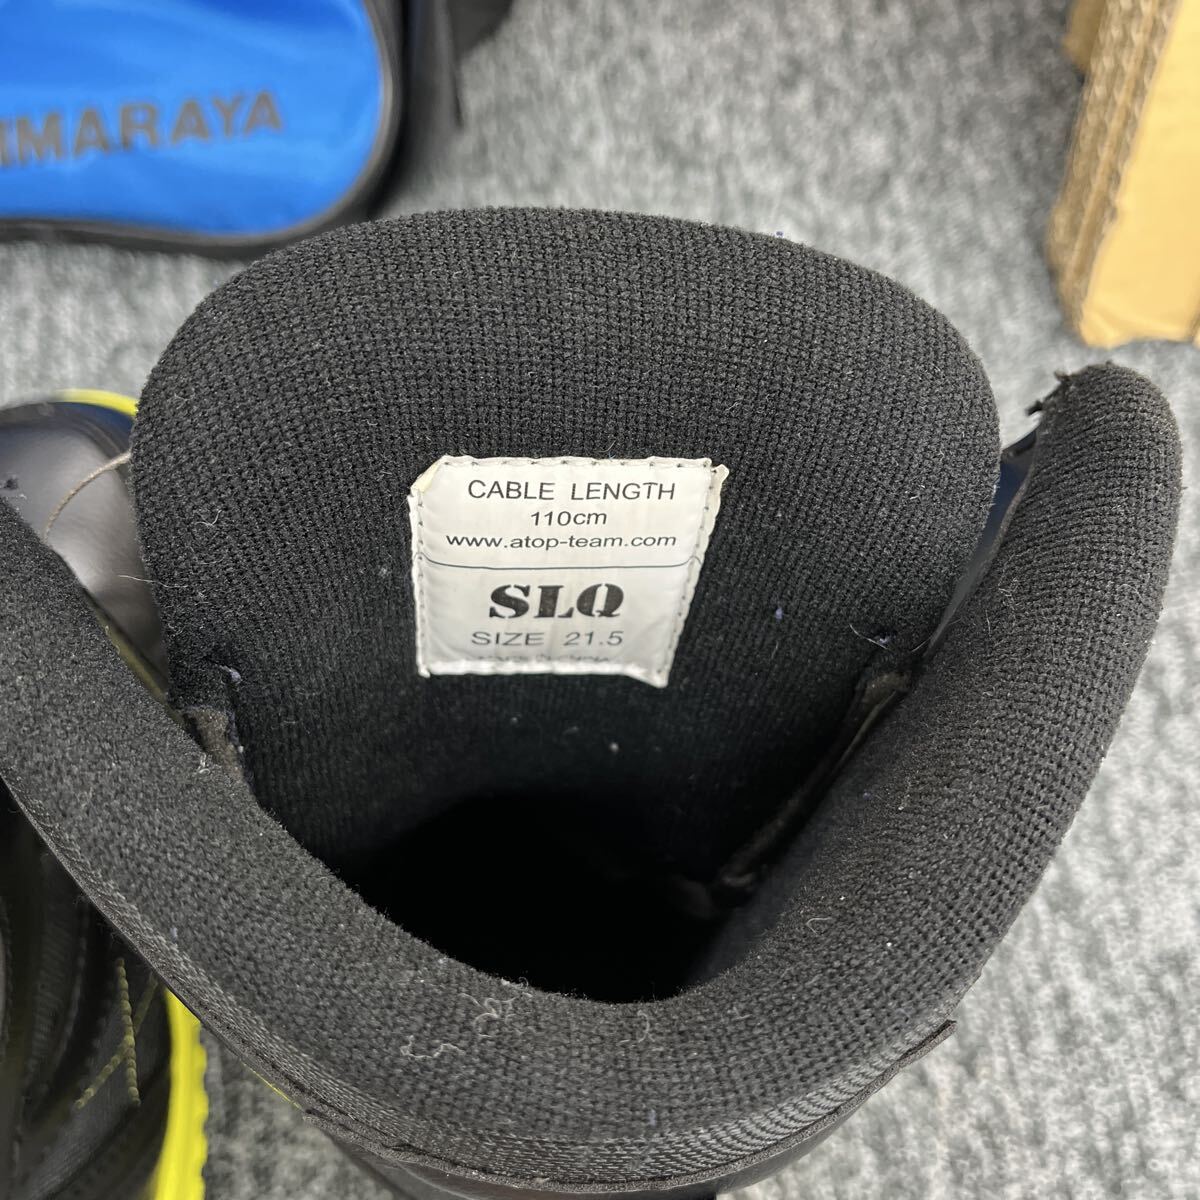 IMARAYA
CABLE LENGTH
110cm
www.atop-team.com
SLQ
SIZE 21.5